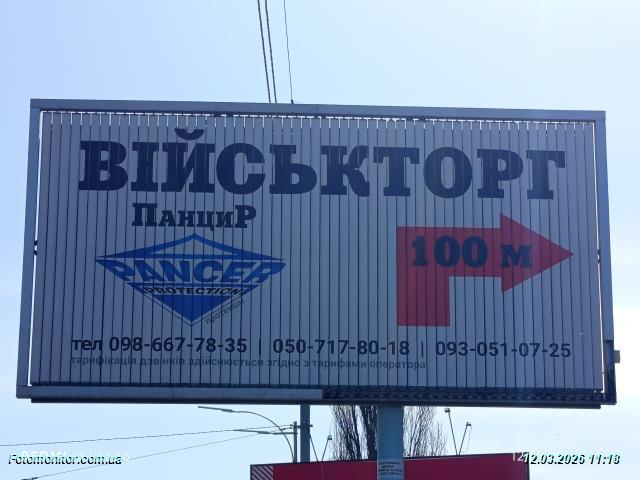 ВІЙСЬКТОРГ
ПанциР
100 м
PANCER
PROTECTION
протекшн
тел 098-667-78-35 | 050-717-80-18 | 093-051-07-25
тарифікація дзвінків здійснюється згідно з тарифами оператора
Fotomonitor.com.ua
12.03.2026 11:18